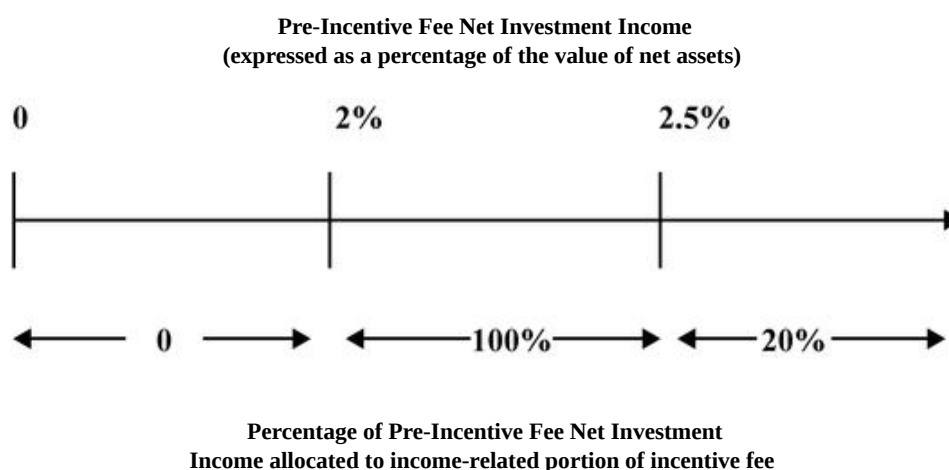 Pre-Incentive Fee Net Investment Income
(expressed as a percentage of the value of net assets)
0 2% 2.5%
0 100% 20%
Percentage of Pre-Incentive Fee Net Investment
Income allocated to income-related portion of incentive fee